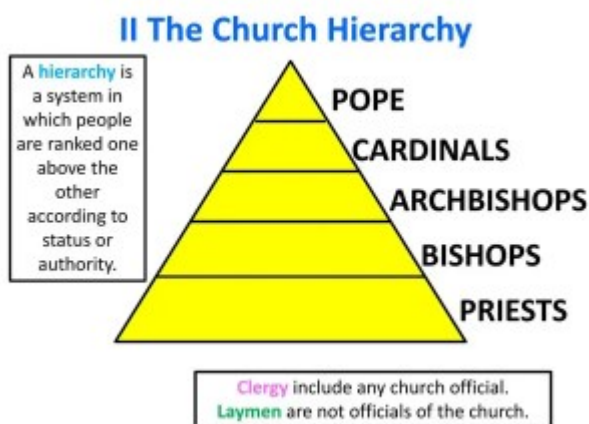 II The Church Hierarchy
A hierarchy is
a system in
which people
are ranked one
above the
other
according to
status or
authority.
POPE
CARDINALS
ARCHBISHOPS
BISHOPS
PRIESTS
Clergy include any church official.
Laymen are not officials of the church.